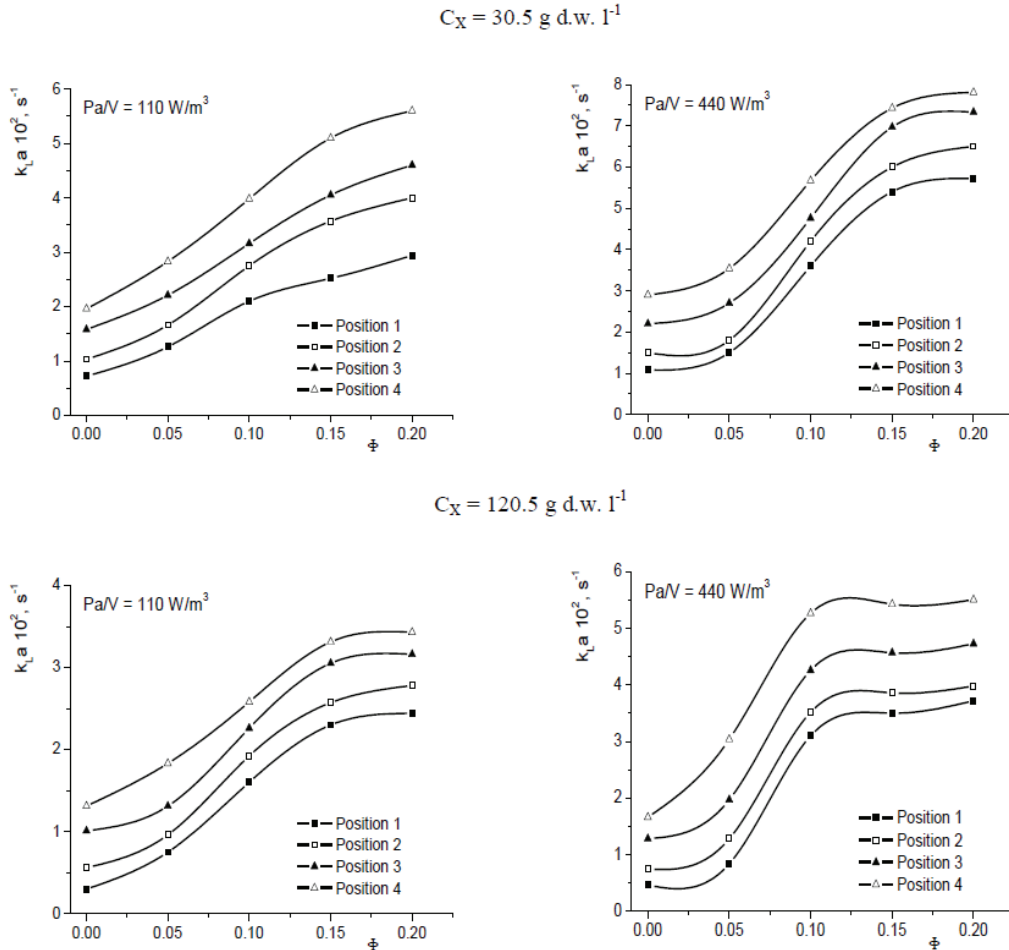 C_X = 30.5 g d.w. l^-1
k_L a 10^2, s^-1
Pa/V = 110 W/m^3
6
5
4
3
2
1
0
Position 1
Position 2
Position 3
Position 4
0.00 0.05 0.10 0.15 0.20
Φ
k_L a 10^2, s^-1
Pa/V = 440 W/m^3
8
7
6
5
4
3
2
1
0
Position 1
Position 2
Position 3
Position 4
0.00 0.05 0.10 0.15 0.20
Φ
C_X = 120.5 g d.w. l^-1
k_L a 10^2, s^-1
Pa/V = 110 W/m^3
4
3
2
1
0
Position 1
Position 2
Position 3
Position 4
0.00 0.05 0.10 0.15 0.20
Φ
k_L a 10^2, s^-1
Pa/V = 440 W/m^3
6
5
4
3
2
1
0
Position 1
Position 2
Position 3
Position 4
0.00 0.05 0.10 0.15 0.20
Φ